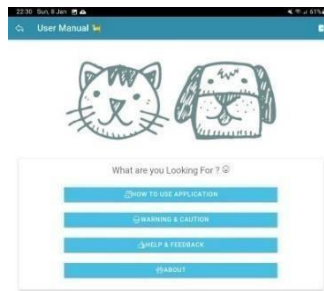 22:30 Sun, 8 Jan
61%
User Manual
What are you Looking For ?
HOW TO USE APPLICATION
WARNING & CAUTION
HELP & FEEDBACK
ABOUT